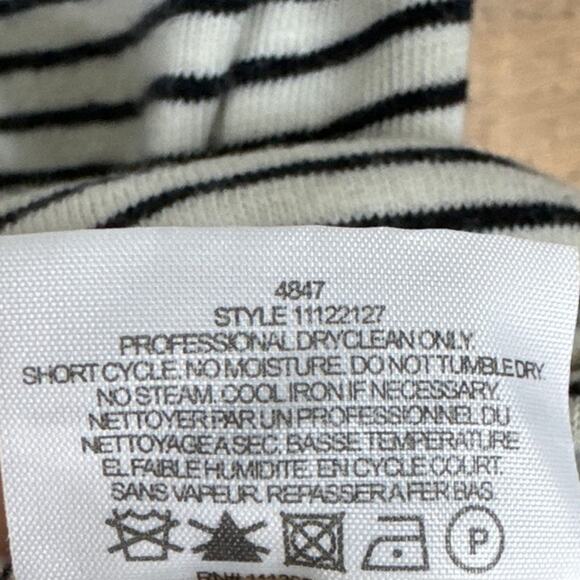 4847
STYLE 11122127
PROFESSIONAL DRYCLEAN ONLY.
SHORT CYCLE. NO MOISTURE. DO NOT TUMBLE DRY.
NO STEAM. COOL IRON IF NECESSARY.
NETTOYER PAR UN PROFESSIONNEL DU
NETTOYAGE A SEC. BASSE TEMPERATURE
EL FAIBLE HUMIDITE. EN CYCLE COURT.
SANS VAPEUR. REPASSER A FER BAS.
P